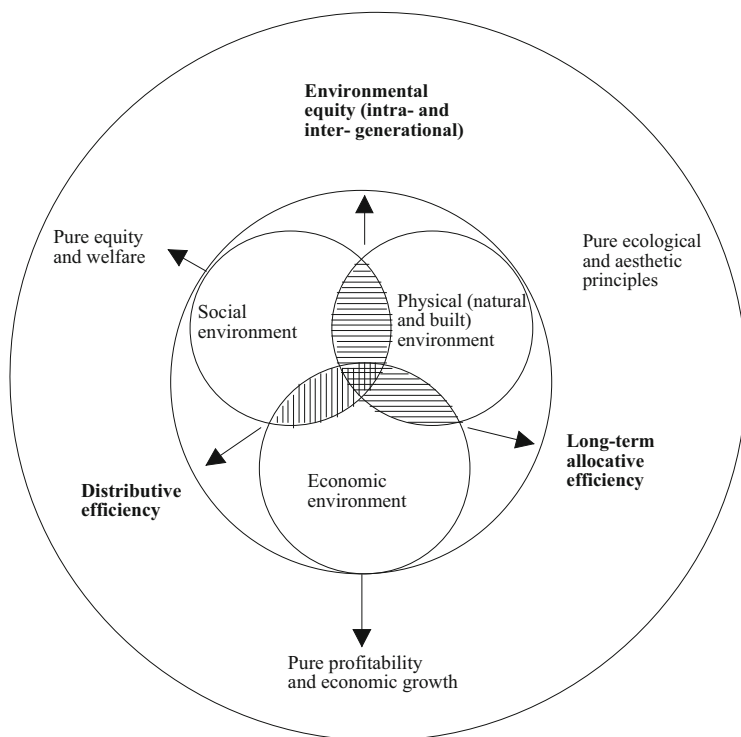 Environmental
equity (intra- and
inter- generational)
Pure equity
and welfare
Pure ecological
and aesthetic
principles
Social
environment
Physical (natural
and built)
environment
Distributive
efficiency
Economic
environment
Long-term
allocative
efficiency
Pure profitability
and economic growth